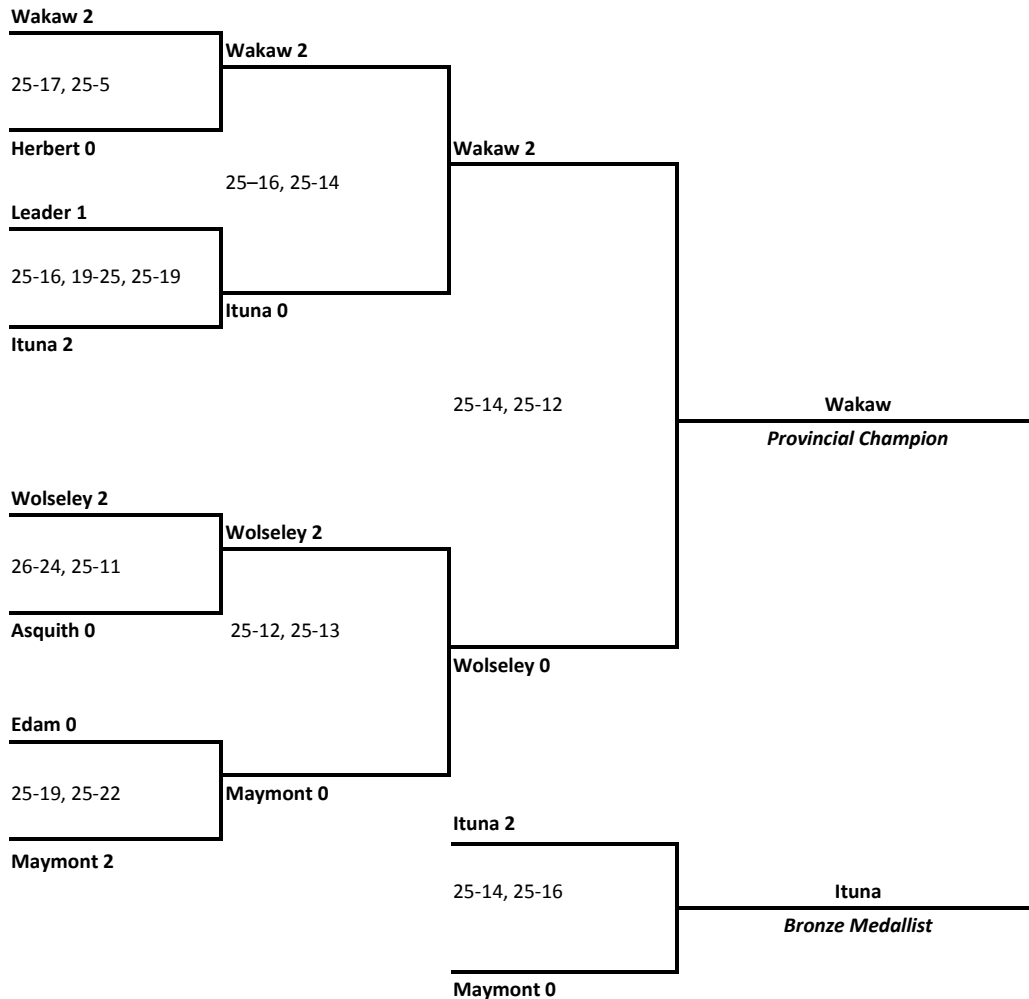 Wakaw 2
25-17, 25-5
Herbert 0
Leader 1
25-16, 19-25, 25-19
Ituna 2
Wakaw 2
25–16, 25-14
Ituna 0
Wakaw 2
25-14, 25-12
Wakaw
Provincial Champion
Wolseley 2
26-24, 25-11
Asquith 0
Edam 0
25-19, 25-22
Maymont 2
Wolseley 2
25-12, 25-13
Maymont 0
Wolseley 0
Ituna 2
25-14, 25-16
Maymont 0
Ituna
Bronze Medallist